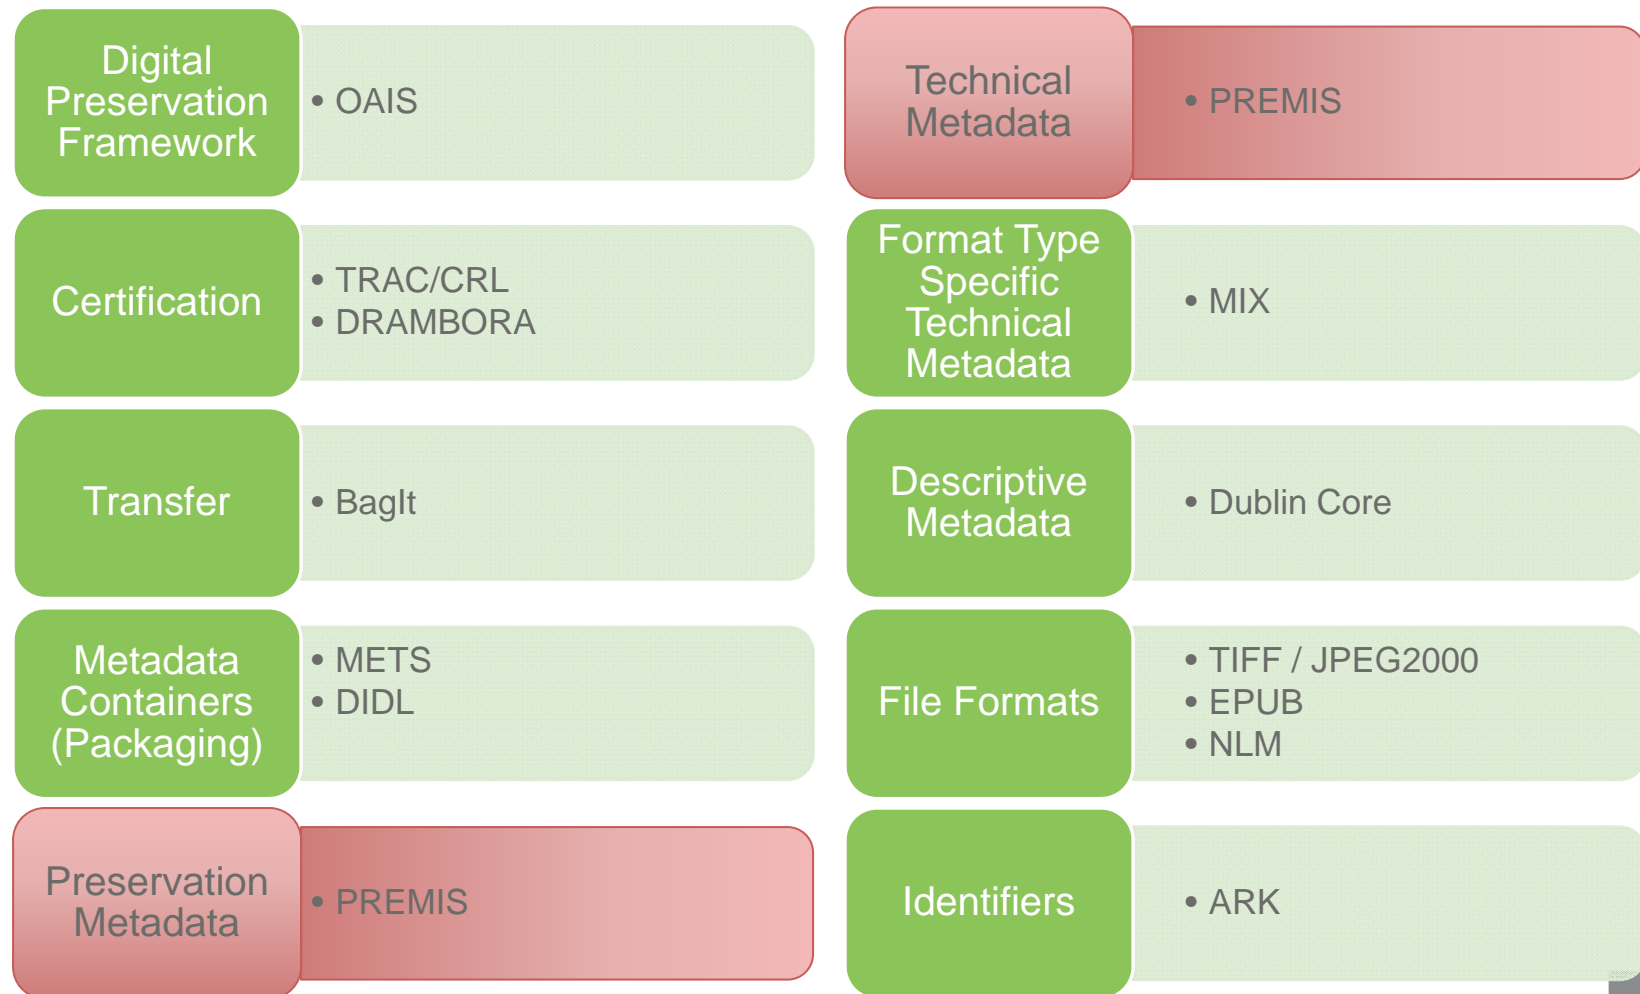 Digital
Preservation
Framework
• OAIS
Certification
• TRAC/CRL
• DRAMBORA
Transfer
• BagIt
Metadata
Containers
(Packaging)
• METS
• DIDL
Preservation
Metadata
• PREMIS
Technical
Metadata
• PREMIS
Format Type
Specific
Technical
Metadata
• MIX
Descriptive
Metadata
• Dublin Core
File Formats
• TIFF / JPEG2000
• EPUB
• NLM
Identifiers
• ARK